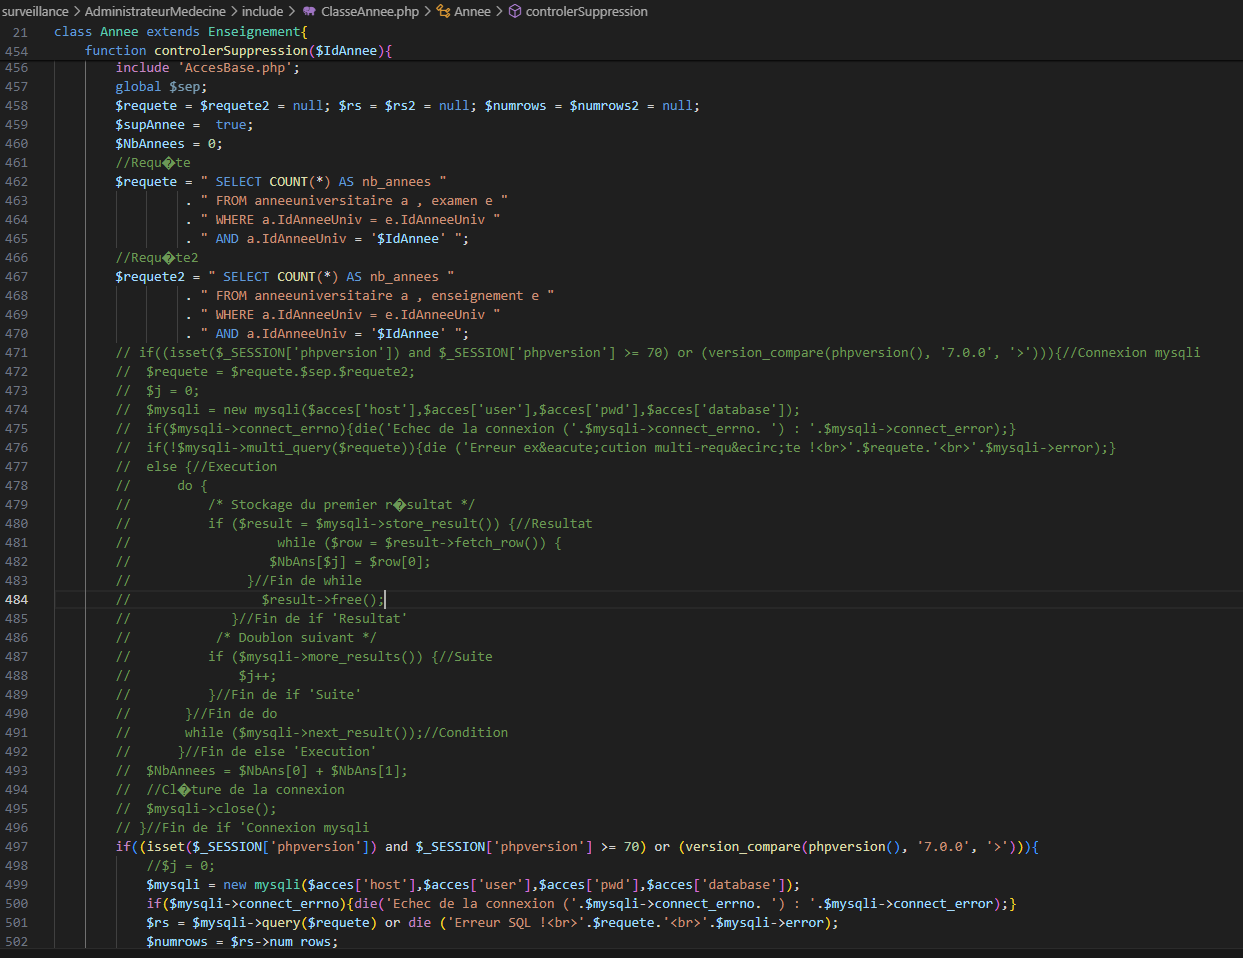 surveillance > AdministrateurMedecine > include > ClasseAnnee.php > Annee > controlerSuppression
21 class Annee extends Enseignement{
454 function controlerSuppression($IdAnnee){
456 include 'AccesBase.php';
457 global $sep;
458 $requete = $requete2 = null; $rs = $rs2 = null; $numrows = $numrows2 = null;
459 $supAnnee =  true;
460 $NbAnnees = 0;
461 //Requ�te
462 $requete = " SELECT COUNT(*) AS nb_annees "
463 . " FROM anneeuniversitaire a , examen e "
464 . " WHERE a.IdAnneeUniv = e.IdAnneeUniv "
465 . " AND a.IdAnneeUniv = '$IdAnnee' ";
466 //Requ�te2
467 $requete2 = " SELECT COUNT(*) AS nb_annees "
468 . " FROM anneeuniversitaire a , enseignement e "
469 . " WHERE a.IdAnneeUniv = e.IdAnneeUniv "
470 . " AND a.IdAnneeUniv = '$IdAnnee' ";
471 // if((isset($_SESSION['phpversion']) and $_SESSION['phpversion'] >= 70) or (version_compare(phpversion(), '7.0.0', '>'))){//Connexion mysqli
472 //  $requete = $requete.$sep.$requete2;
473 //  $j = 0;
474 //  $mysqli = new mysqli($acces['host'],$acces['user'],$acces['pwd'],$acces['database']);
475 //  if($mysqli->connect_errno){die('Echec de la connexion ('.$mysqli->connect_errno. ') : '.$mysqli->connect_error);}
476 //  if(!$mysqli->multi_query($requete)){die ('Erreur ex&eacute;cution multi-requ&ecirc;te !<br>'.$requete.'<br>'.$mysqli->error);}
477 //  else {//Execution
478 //      do {
479 //          /* Stockage du premier r�sultat */
480 //          if ($result = $mysqli->store_result()) {//Resultat
481 //                   while ($row = $result->fetch_row()) {
482 //                  $NbAns[$j] = $row[0];
483 //               }//Fin de while
484 //                 $result->free();
485 //             }//Fin de if 'Resultat'
486 //           /* Doublon suivant */
487 //          if ($mysqli->more_results()) {//Suite
488 //              $j++;
489 //          }//Fin de if 'Suite'
490 //       }//Fin de do
491 //       while ($mysqli->next_result());//Condition
492 //      }//Fin de else 'Execution'
493 //  $NbAnnees = $NbAns[0] + $NbAns[1];
494 //  //Cl�ture de la connexion
495 //  $mysqli->close();
496 // }//Fin de if 'Connexion mysqli
497 if((isset($_SESSION['phpversion']) and $_SESSION['phpversion'] >= 70) or (version_compare(phpversion(), '7.0.0', '>'))){
498 //$j = 0;
499 $mysqli = new mysqli($acces['host'],$acces['user'],$acces['pwd'],$acces['database']);
500 if($mysqli->connect_errno){die('Echec de la connexion ('.$mysqli->connect_errno. ') : '.$mysqli->connect_error);}
501 $rs = $mysqli->query($requete) or die ('Erreur SQL !<br>'.$requete.'<br>'.$mysqli->error);
502 $numrows = $rs->num_rows;